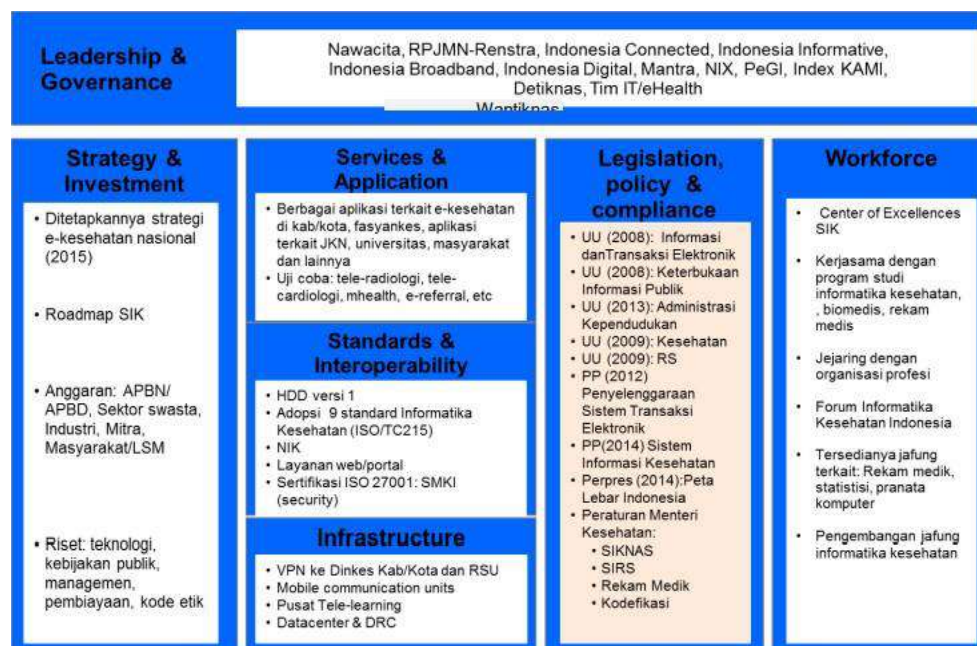 Leadership &
Governance
Nawacita, RPJMN-Renstra, Indonesia Connected, Indonesia Informative,
Indonesia Broadband, Indonesia Digital, Mantra, NIX, PeGI, Index KAMI,
Detiknas, Tim IT/eHealth
Wantiknas
Strategy &
Investment
• Ditetapkannya strategi
e-kesehatan nasional
(2015)
• Roadmap SIK
• Anggaran: APBN/
APBD, Sektor swasta,
Industri, Mitra,
Masyarakat/LSM
• Riset: teknologi,
kebijakan publik,
managemen,
pembiayaan, kode etik
Services &
Application
• Berbagai aplikasi terkait e-kesehatan
di kab/kota, fasyankes, aplikasi
terkait JKN, universitas, masyarakat
dan lainnya
• Uji coba: tele-radiologi, tele-
cardiologi, mhealth, e-referral, etc
Standards &
Interoperability
• HDD versi 1
• Adopsi 9 standard Informatika
Kesehatan (ISO/TC215)
• NIK
• Layanan web/portal
• Sertifikasi ISO 27001: SMKI
(security)
Infrastructure
• VPN ke Dinkes Kab/Kota dan RSU
• Mobile communication units
• Pusat Tele-learning
• Datacenter & DRC
Legislation,
policy &
compliance
• UU (2008): Informasi
danTransaksi Elektronik
• UU (2008): Keterbukaan
Informasi Publik
• UU (2013): Administrasi
Kependudukan
• UU (2009): Kesehatan
• UU (2009): RS
• PP (2012)
Penyelenggaraan
Sistem Transaksi
Elektronik
• PP(2014) Sistem
Informasi Kesehatan
• Perpres (2014):Peta
Lebar Indonesia
• Peraturan Menteri
Kesehatan:
• SIKNAS
• SIRS
• Rekam Medik
• Kodefikasi
Workforce
• Center of Excellences
SIK
• Kerjasama dengan
program studi
informatika kesehatan,
, biomedis, rekam
medis
• Jejaring dengan
organisasi profesi
• Forum Informatika
Kesehatan Indonesia
• Tersedianya jafung
terkait: Rekam medik,
statistisi, pranata
komputer
• Pengembangan jafung
informatika kesehatan